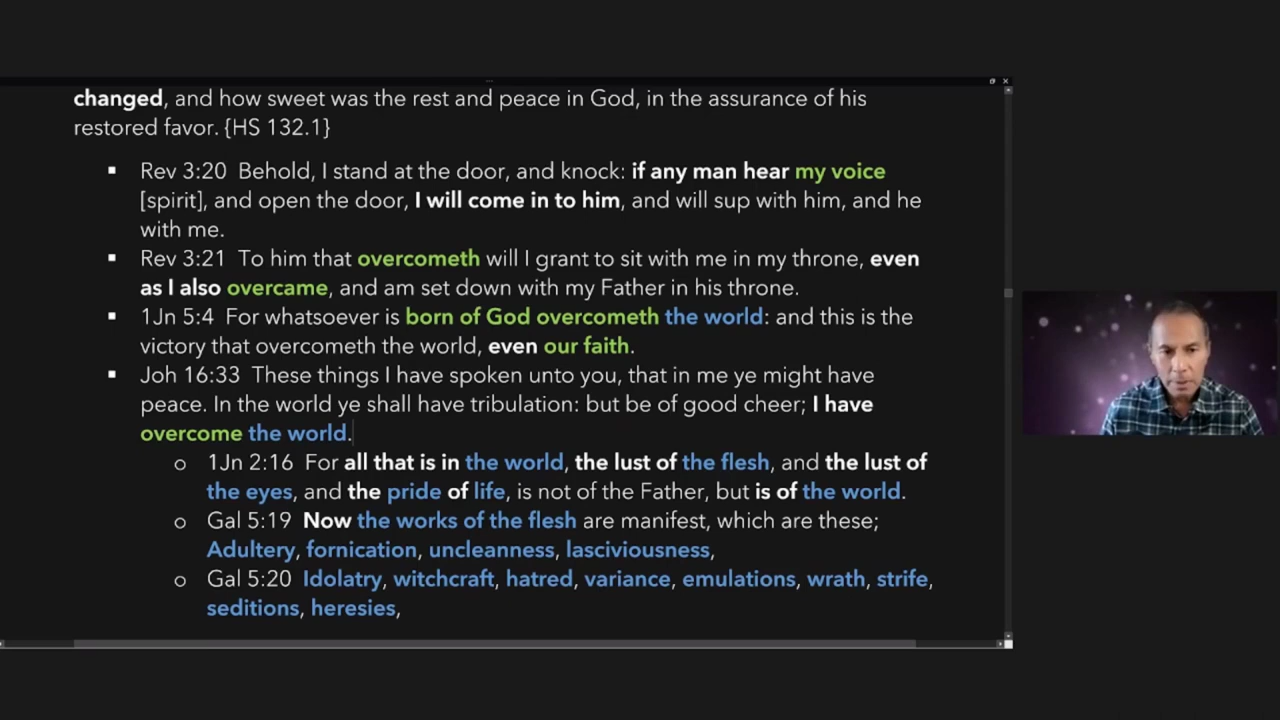 changed, and how sweet was the rest and peace in God, in the assurance of his
restored favor. {HS 132.1}
▪ Rev 3:20 Behold, I stand at the door, and knock: if any man hear my voice
[spirit], and open the door, I will come in to him, and will sup with him, and he
with me.
▪ Rev 3:21 To him that overcometh will I grant to sit with me in my throne, even
as I also overcame, and am set down with my Father in his throne.
▪ 1Jn 5:4 For whatsoever is born of God overcometh the world: and this is the
victory that overcometh the world, even our faith.
▪ Joh 16:33 These things I have spoken unto you, that in me ye might have
peace. In the world ye shall have tribulation: but be of good cheer; I have
overcome the world.
o 1Jn 2:16 For all that is in the world, the lust of the flesh, and the lust of
the eyes, and the pride of life, is not of the Father, but is of the world.
o Gal 5:19 Now the works of the flesh are manifest, which are these;
Adultery, fornication, uncleanness, lasciviousness,
o Gal 5:20 Idolatry, witchcraft, hatred, variance, emulations, wrath, strife,
seditions, heresies,